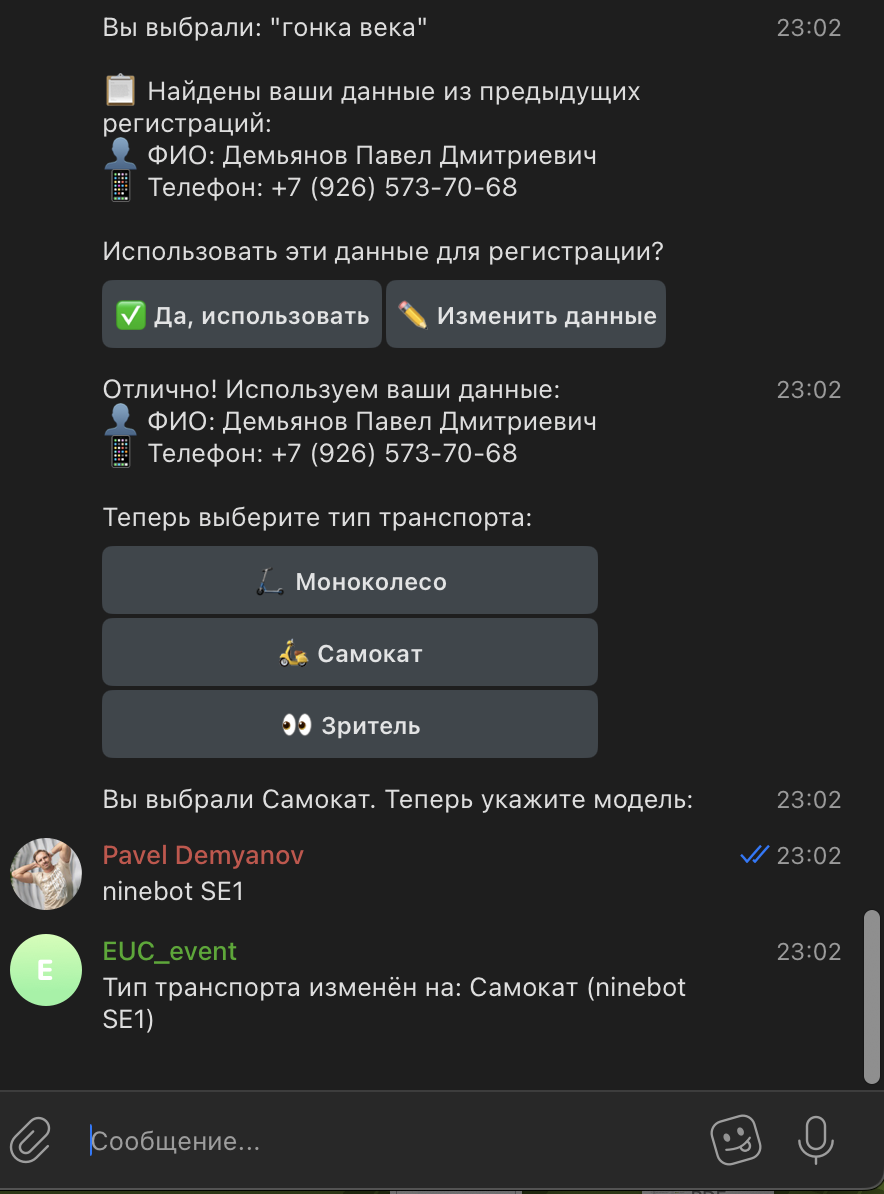 Вы выбрали: "гонка века" 23:02
📋 Найдены ваши данные из предыдущих
регистраций:
👤 ФИО: Демьянов Павел Дмитриевич
📱 Телефон: +7 (926) 573-70-68
Использовать эти данные для регистрации?
✅ Да, использовать ✏️ Изменить данные
Отлично! Используем ваши данные: 23:02
👤 ФИО: Демьянов Павел Дмитриевич
📱 Телефон: +7 (926) 573-70-68
Теперь выберите тип транспорта:
🛴 Моноколесо
🛵 Самокат
👀 Зритель
Вы выбрали Самокат. Теперь укажите модель: 23:02
Pavel Demyanov 23:02
ninebot SE1
E
EUC_event 23:02
Тип транспорта изменён на: Самокат (ninebot
SE1)
Сообщение...